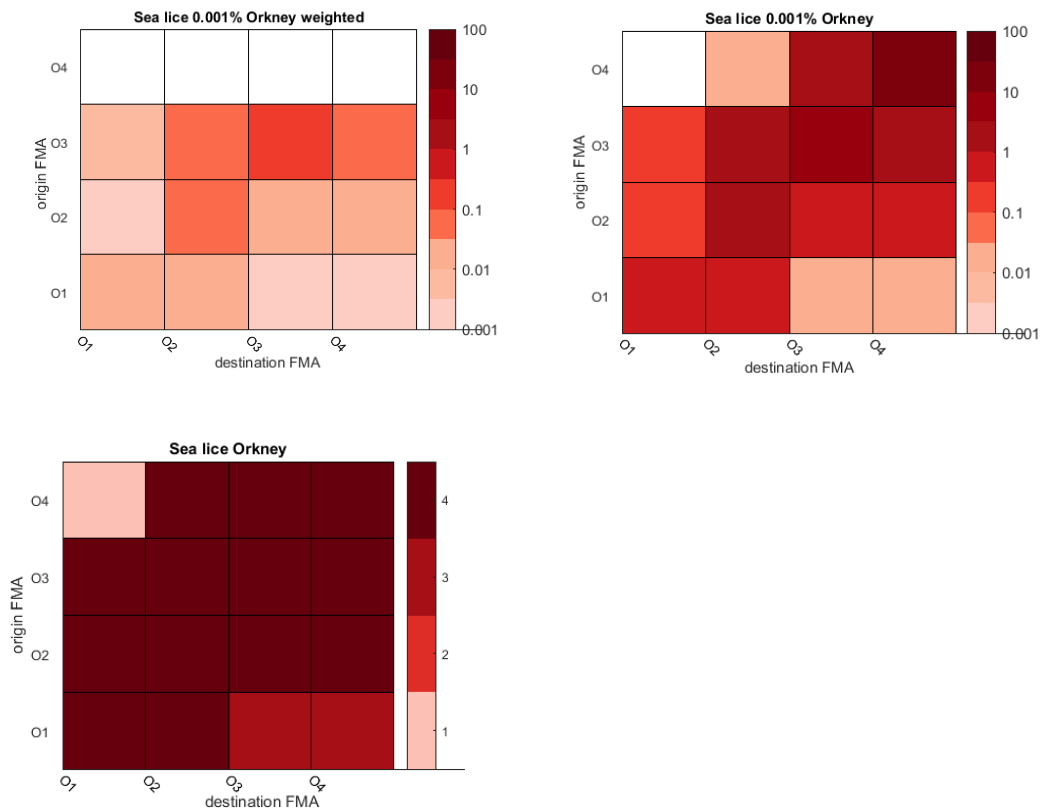 Sea lice 0.001% Orkney weighted
100
10
1
0.1
0.01
0.001
O4
O3
O2
O1
origin FMA
O1
O2
O3
O4
destination FMA
Sea lice 0.001% Orkney
100
10
1
0.1
0.01
0.001
O4
O3
O2
O1
origin FMA
O1
O2
O3
O4
destination FMA
Sea lice Orkney
4
3
2
1
O4
O3
O2
O1
origin FMA
O1
O2
O3
O4
destination FMA